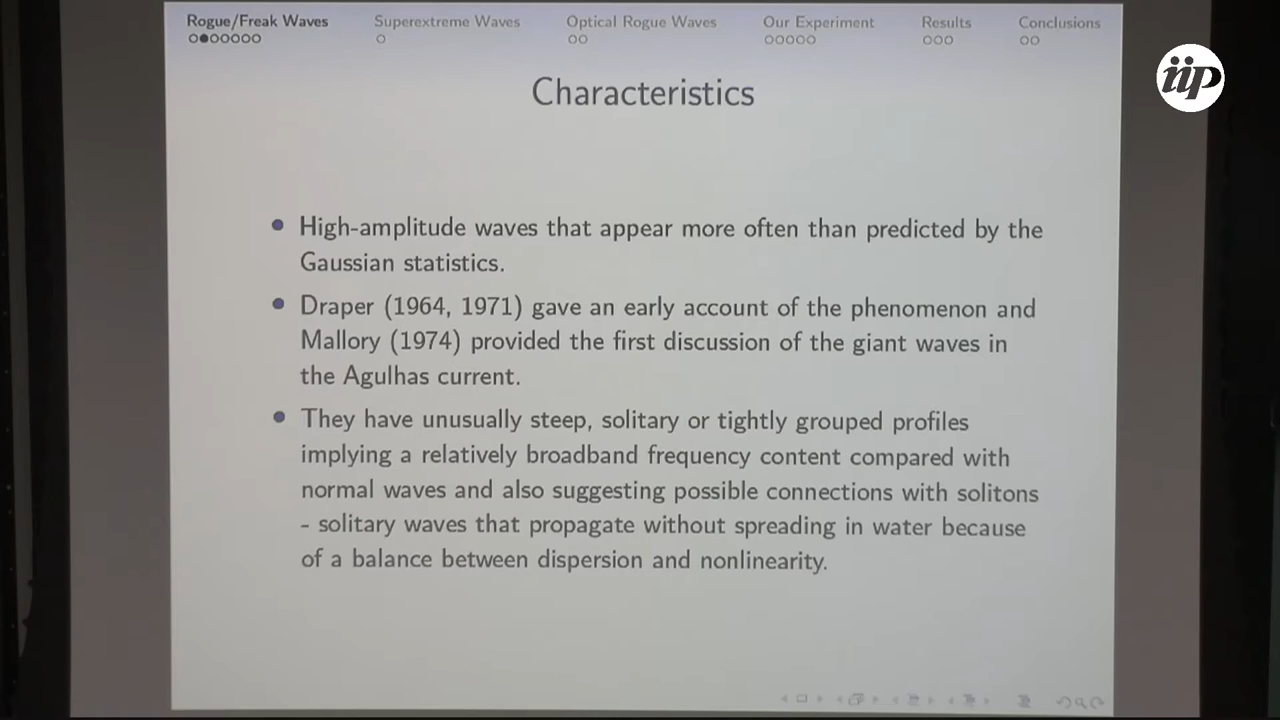 Rogue/Freak Waves Superextreme Waves Optical Rogue Waves Our Experiment Results Conclusions
iip
Characteristics
High-amplitude waves that appear more often than predicted by the
Gaussian statistics.
Draper (1964, 1971) gave an early account of the phenomenon and
Mallory (1974) provided the first discussion of the giant waves in
the Agulhas current.
They have unusually steep, solitary or tightly grouped profiles
implying a relatively broadband frequency content compared with
normal waves and also suggesting possible connections with solitons
- solitary waves that propagate without spreading in water because
of a balance between dispersion and nonlinearity.